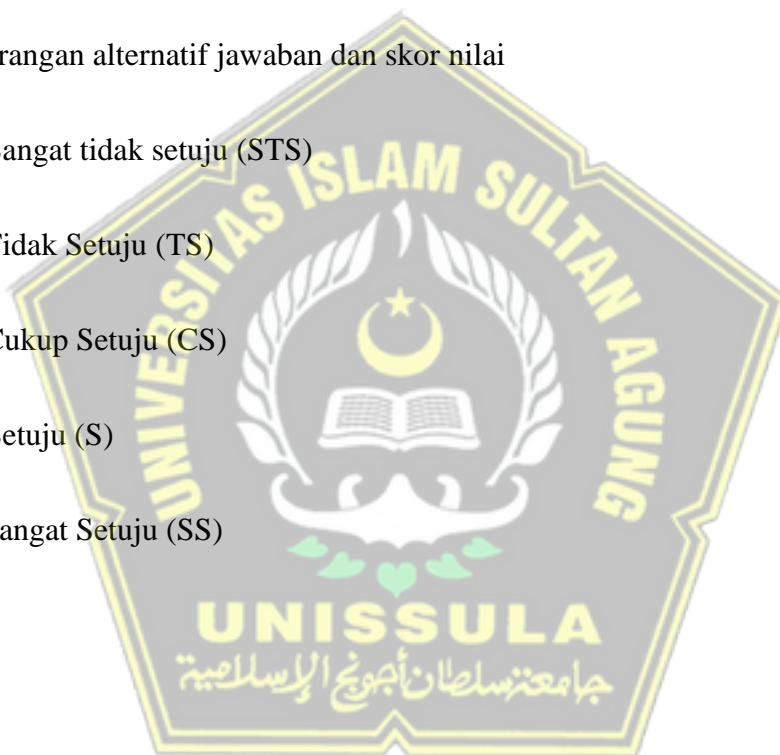 rangan alternatif jawaban dan skor nilai
angat tidak setuju (STS)
idak Setuju (TS)
Cukup Setuju (CS)
etuju (S)
angat Setuju (SS)
UNIVERSITAS ISLAM SULTAN AGUNG
UNISSULA
جامعة سلطان أجونج الإسلامية